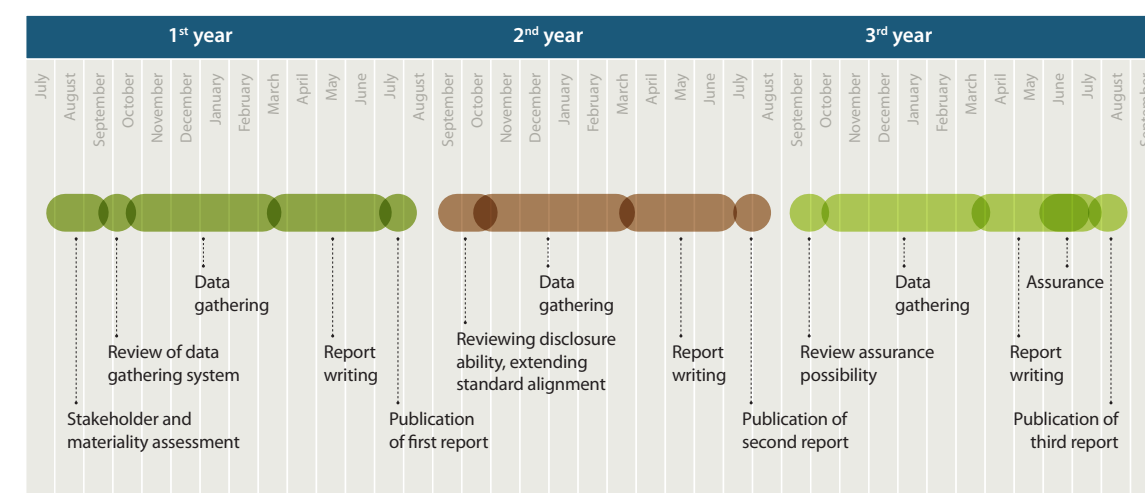 1st year
2nd year
3rd year
July
August
September
October
November
December
January
February
March
April
May
June
July
August
September
October
November
December
January
February
March
April
May
June
July
August
September
October
November
December
January
February
March
April
May
June
July
August
September
Data
gathering
Data
gathering
Data
gathering
Assurance
Review of data
gathering system
Report
writing
Reviewing disclosure
ability, extending
standard alignment
Report
writing
Review assurance
possibility
Report
writing
Stakeholder and
materiality assessment
Publication
of first report
Publication of
second report
Publication of
third report